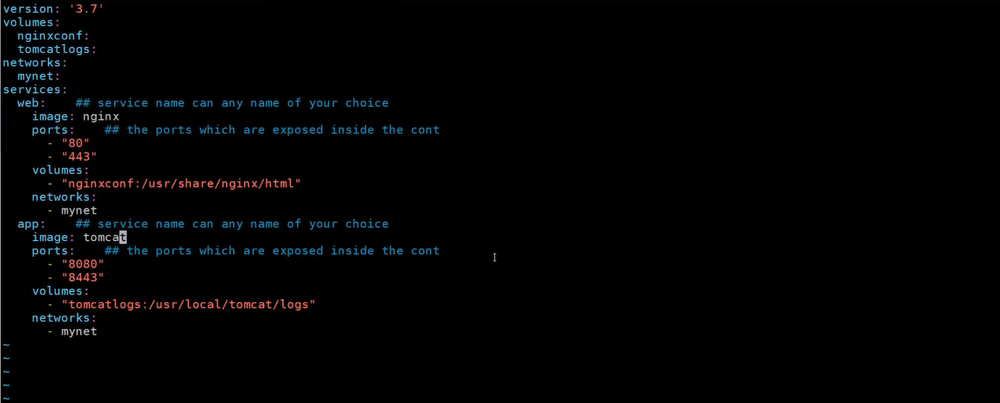 version: '3.7'
volumes:
  nginxconf:
  tomcatlogs:
networks:
  mynet:
services:
  web:    ## service name can any name of your choice
    image: nginx
    ports:    ## the ports which are exposed inside the cont
      - "80"
      - "443"
    volumes:
      - "nginxconf:/usr/share/nginx/html"
    networks:
      - mynet
  app:    ## service name can any name of your choice
    image: tomcat
    ports:    ## the ports which are exposed inside the cont
      - "8080"
      - "8443"
    volumes:
      - "tomcatlogs:/usr/local/tomcat/logs"
    networks:
      - mynet
~
~
~
~
~